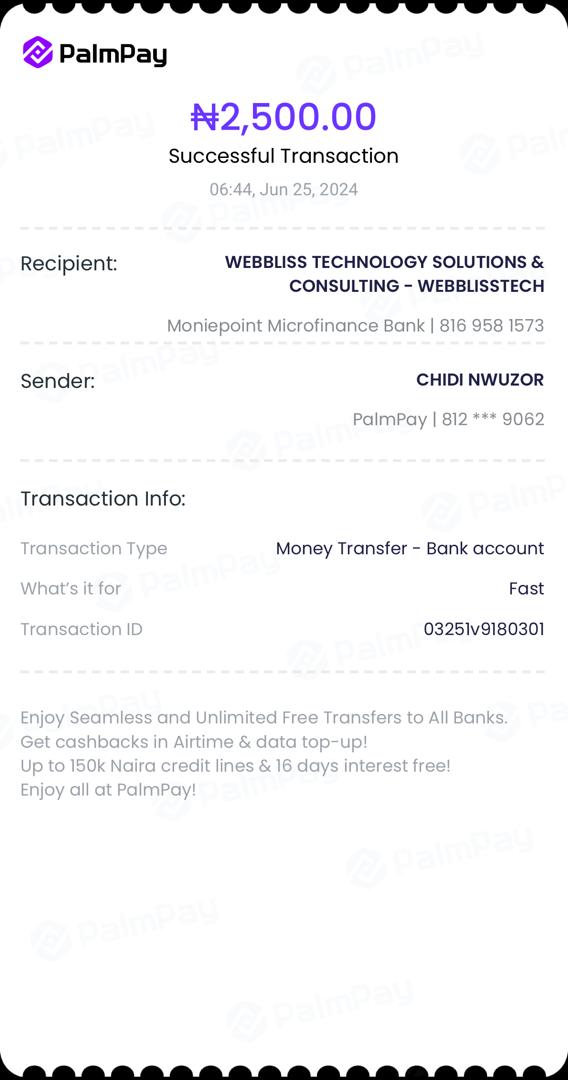 PalmPay
₦2,500.00
Successful Transaction
06:44, Jun 25, 2024
Recipient: WEBBLISS TECHNOLOGY SOLUTIONS &
CONSULTING - WEBBLISSTECH
Moniepoint Microfinance Bank | 816 958 1573
Sender: CHIDI NWUZOR
PalmPay | 812 *** 9062
Transaction Info:
Transaction Type Money Transfer - Bank account
What's it for Fast
Transaction ID 03251v9180301
Enjoy Seamless and Unlimited Free Transfers to All Banks.
Get cashbacks in Airtime & data top-up!
Up to 150k Naira credit lines & 16 days interest free!
Enjoy all at PalmPay!